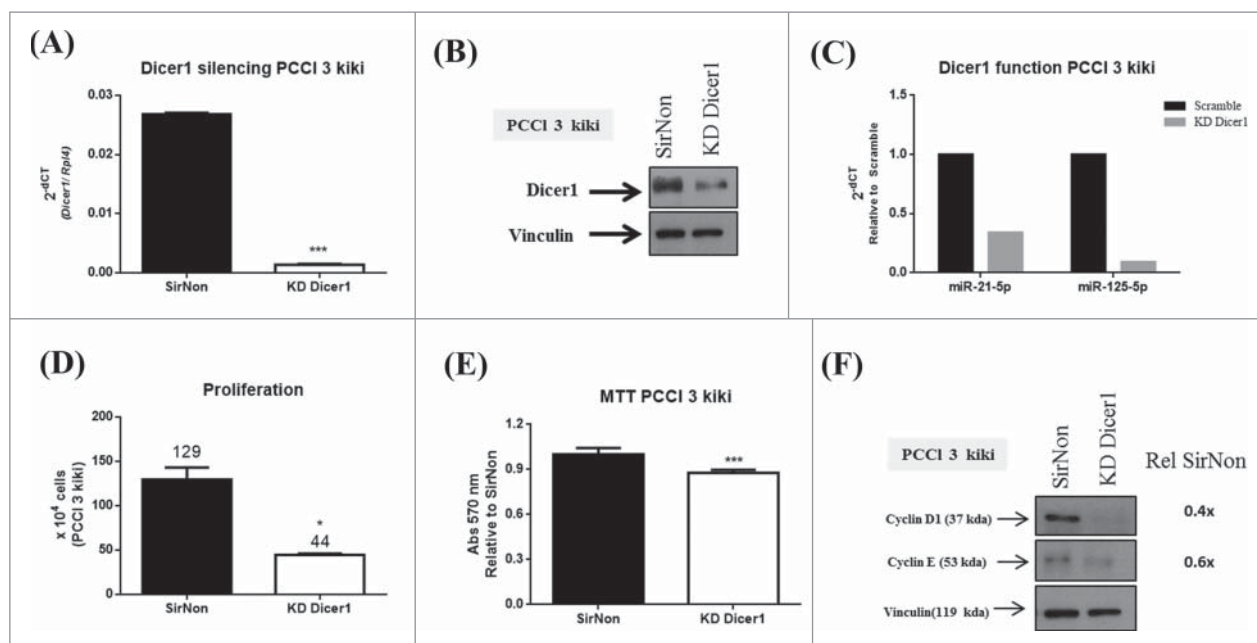 (A)
Dicer1 silencing PCCl 3 kiki
2-dCT
(Dicer1/ Rpl4)
0.03
0.02
0.01
0.00
***
SirNon
KD Dicer1
(B)
PCCl 3 kiki
SirNon
KD Dicer1
Dicer1
Vinculin
(C)
Dicer1 function PCCl 3 kiki
2-dCT
Relative to Scramble
1.5
1.0
0.5
0.0
Scramble
KD Dicer1
miR-21-5p
miR-125-5p
(D)
Proliferation
x 10⁴ cells
(PCCl 3 kiki)
200
150
100
50
0
129
*
44
SirNon
KD Dicer1
(E)
MTT PCCl 3 kiki
Abs 570 nm
Relative to SirNon
1.2
0.9
0.6
0.3
0.0
***
SirNon
KD Dicer1
(F)
PCCl 3 kiki
SirNon
KD Dicer1
Rel SirNon
Cyclin D1 (37 kda)
0.4x
Cyclin E (53 kda)
0.6x
Vinculin(119 kda)